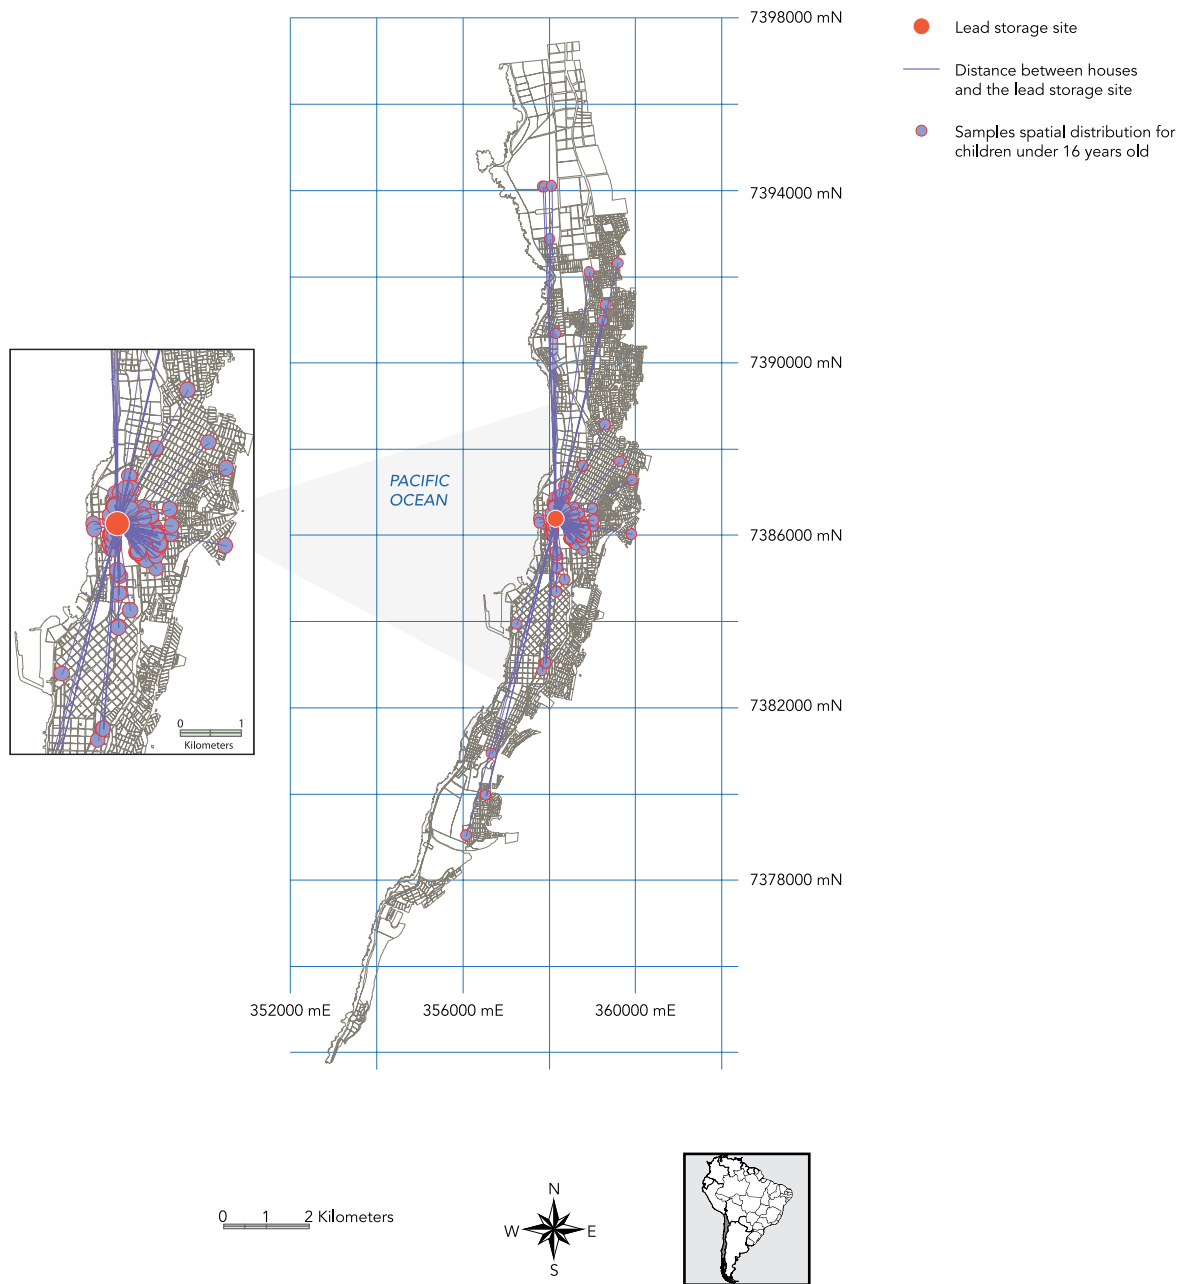 7398000 mN
Lead storage site
Distance between houses
and the lead storage site
Samples spatial distribution for
children under 16 years old
7394000 mN
7390000 mN
PACIFIC
OCEAN
7386000 mN
0 1
Kilometers
7382000 mN
7378000 mN
352000 mE 356000 mE 360000 mE
0 1 2 Kilometers
N
W E
S